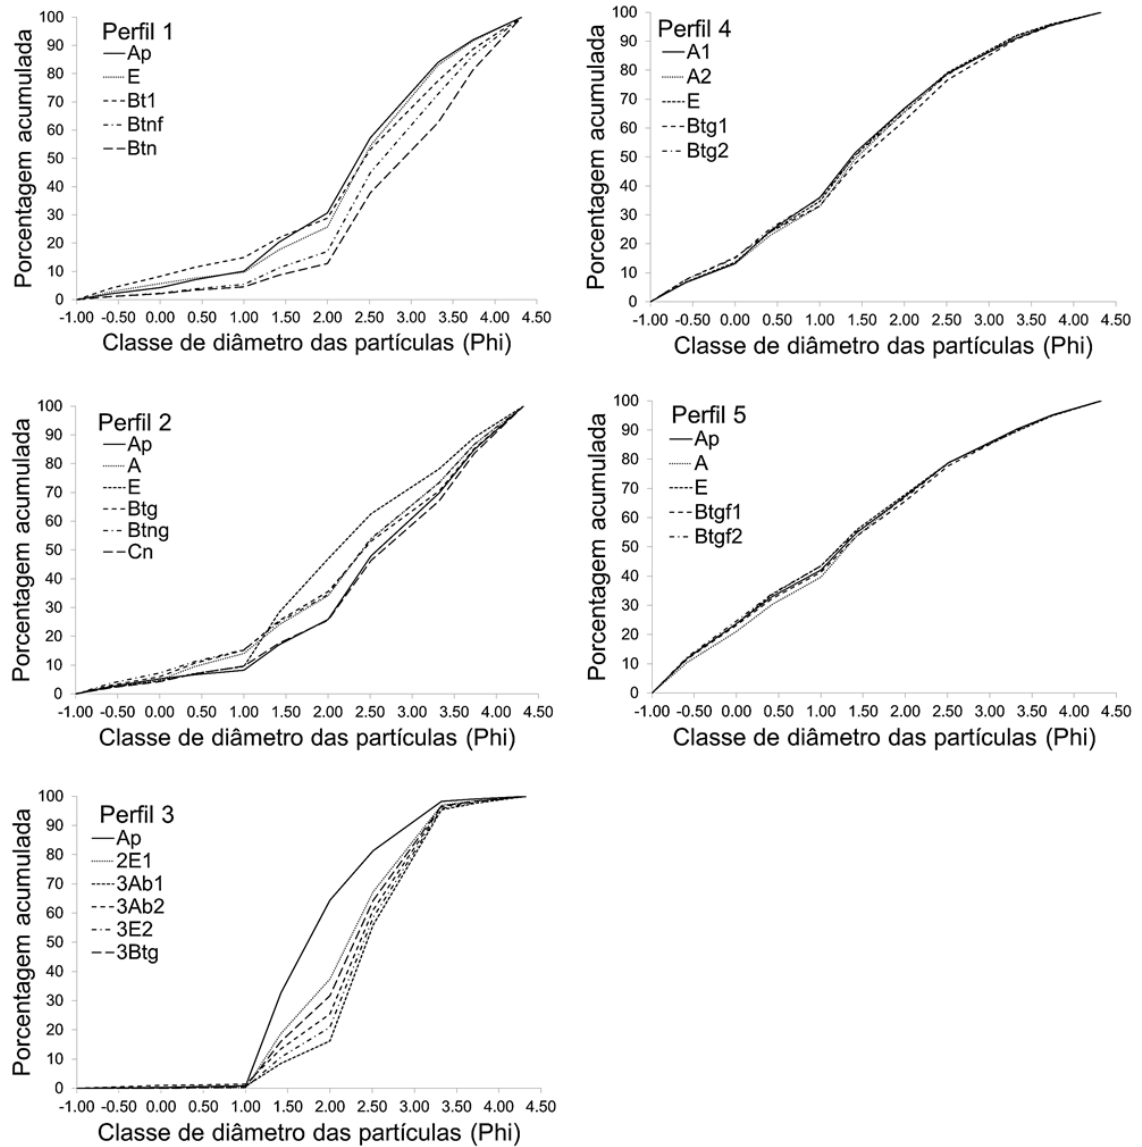 Perfil 1
Ap
E
Bt1
Btnf
Btn
Porcentagem acumulada
100
90
80
70
60
50
40
30
20
10
0
-1.00 -0.50 0.00 0.50 1.00 1.50 2.00 2.50 3.00 3.50 4.00 4.50
Classe de diâmetro das partículas (Phi)
Perfil 4
A1
A2
E
Btg1
Btg2
Porcentagem acumulada
100
90
80
70
60
50
40
30
20
10
0
-1.00 -0.50 0.00 0.50 1.00 1.50 2.00 2.50 3.00 3.50 4.00 4.50
Classe de diâmetro das partículas (Phi)
Perfil 2
Ap
A
E
Btg
Btng
Cn
Porcentagem acumulada
100
90
80
70
60
50
40
30
20
10
0
-1.00 -0.50 0.00 0.50 1.00 1.50 2.00 2.50 3.00 3.50 4.00 4.50
Classe de diâmetro das partículas (Phi)
Perfil 5
Ap
A
E
Btgf1
Btgf2
Porcentagem acumulada
100
90
80
70
60
50
40
30
20
10
0
-1.00 -0.50 0.00 0.50 1.00 1.50 2.00 2.50 3.00 3.50 4.00 4.50
Classe de diâmetro das partículas (Phi)
Perfil 3
Ap
2E1
3Ab1
3Ab2
3E2
3Btg
Porcentagem acumulada
100
90
80
70
60
50
40
30
20
10
0
-1.00 -0.50 0.00 0.50 1.00 1.50 2.00 2.50 3.00 3.50 4.00 4.50
Classe de diâmetro das partículas (Phi)